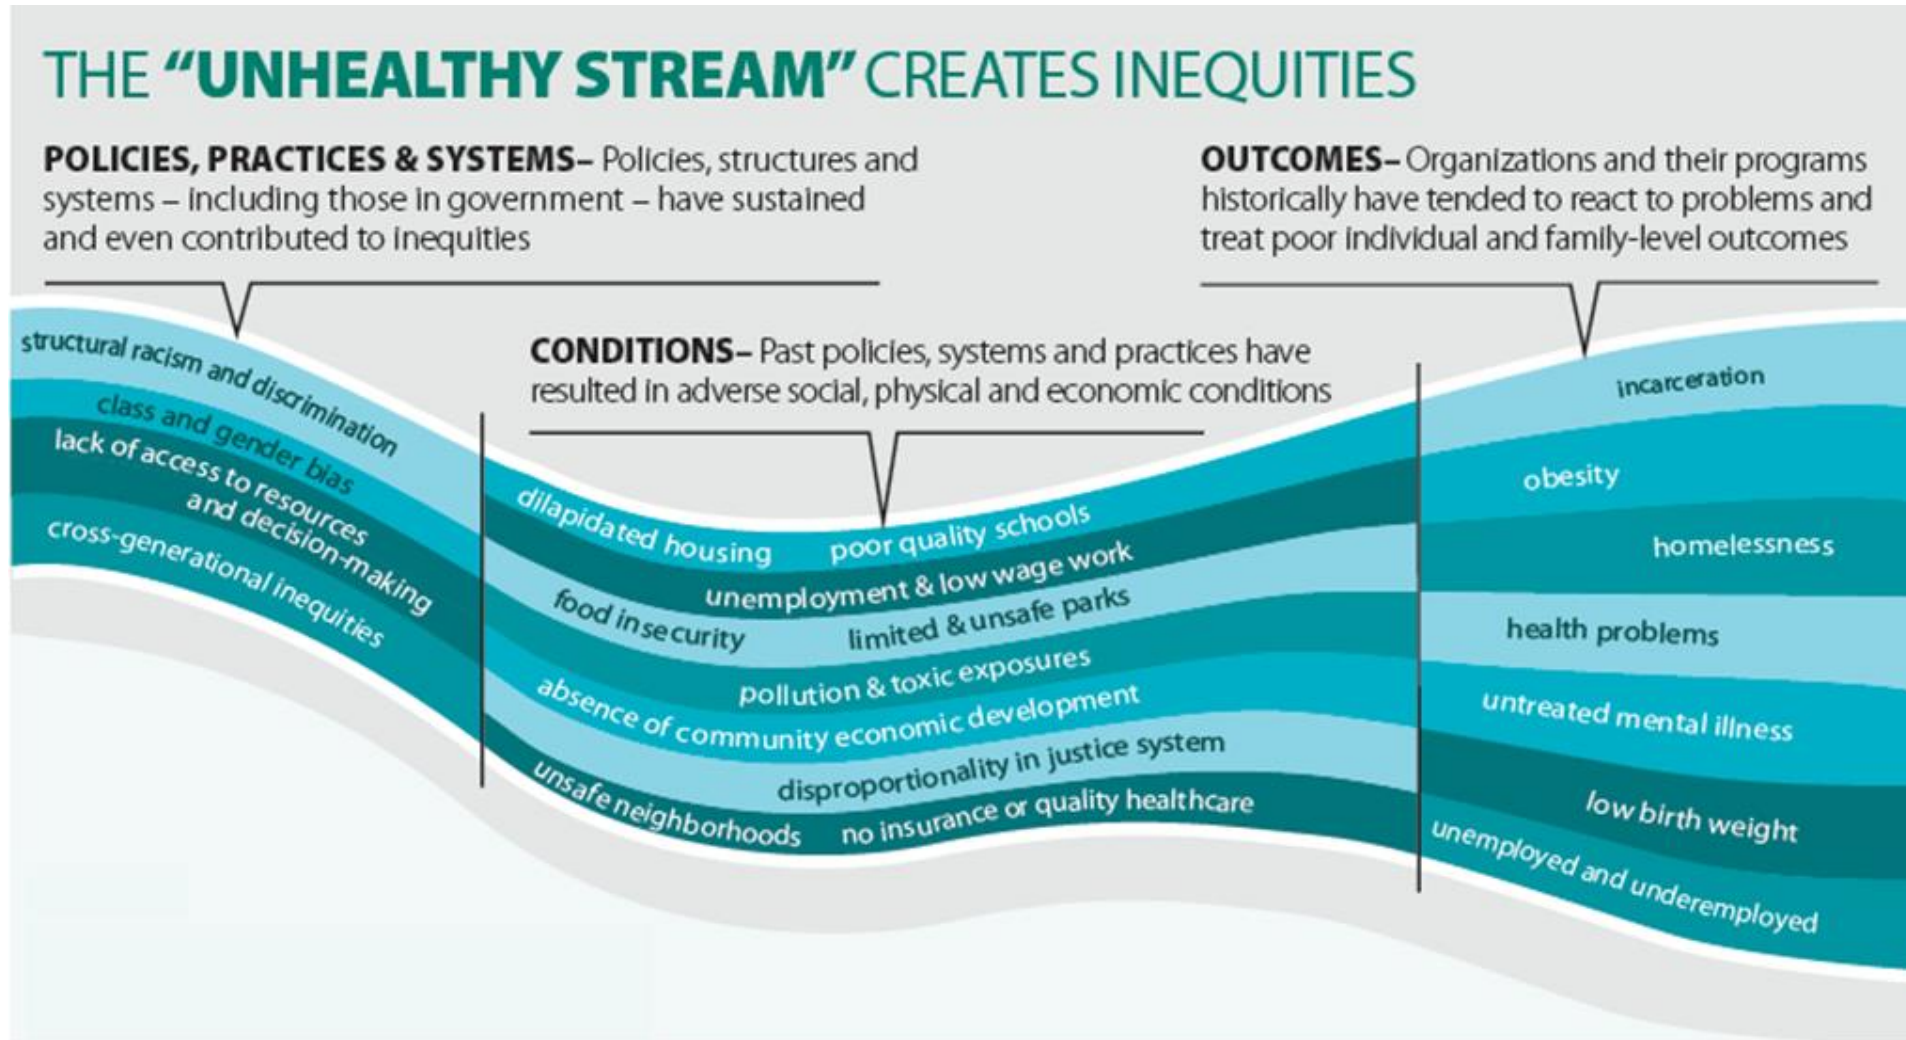 THE “UNHEALTHY STREAM” CREATES INEQUITIES
POLICIES, PRACTICES & SYSTEMS– Policies, structures and
systems – including those in government – have sustained
and even contributed to inequities
OUTCOMES– Organizations and their programs
historically have tended to react to problems and
treat poor individual and family-level outcomes
CONDITIONS– Past policies, systems and practices have
resulted in adverse social, physical and economic conditions
structural racism and discrimination
class and gender bias
lack of access to resources
and decision-making
cross-generational inequities
dilapidated housing
poor quality schools
unemployment & low wage work
food insecurity
limited & unsafe parks
pollution & toxic exposures
absence of community economic development
disproportionality in justice system
unsafe neighborhoods
no insurance or quality healthcare
incarceration
obesity
homelessness
health problems
untreated mental illness
low birth weight
unemployed and underemployed